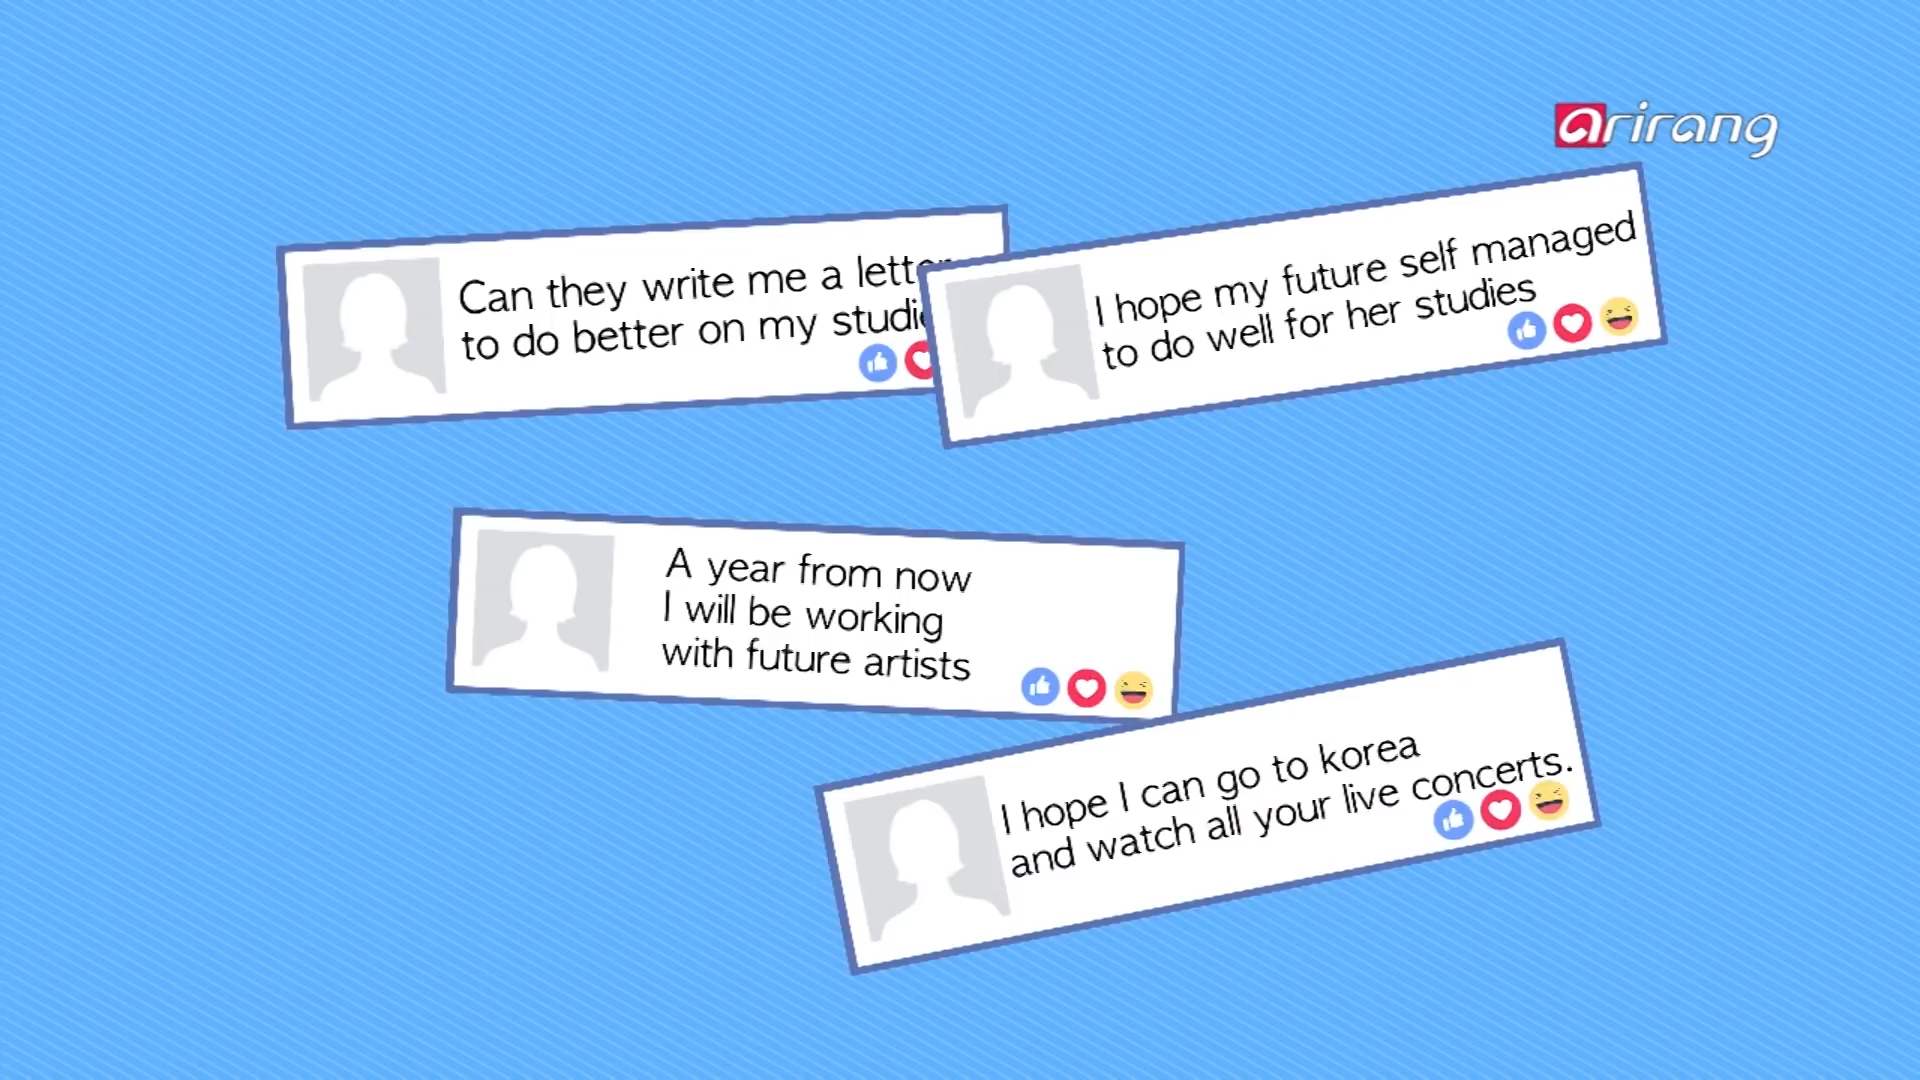 arirang
Can they write me a
to do better on my
I hope my future self managed
to do well for her studies
A year from now
I will be working
with future artists
I hope I can go to korea
and watch all your live concerts.